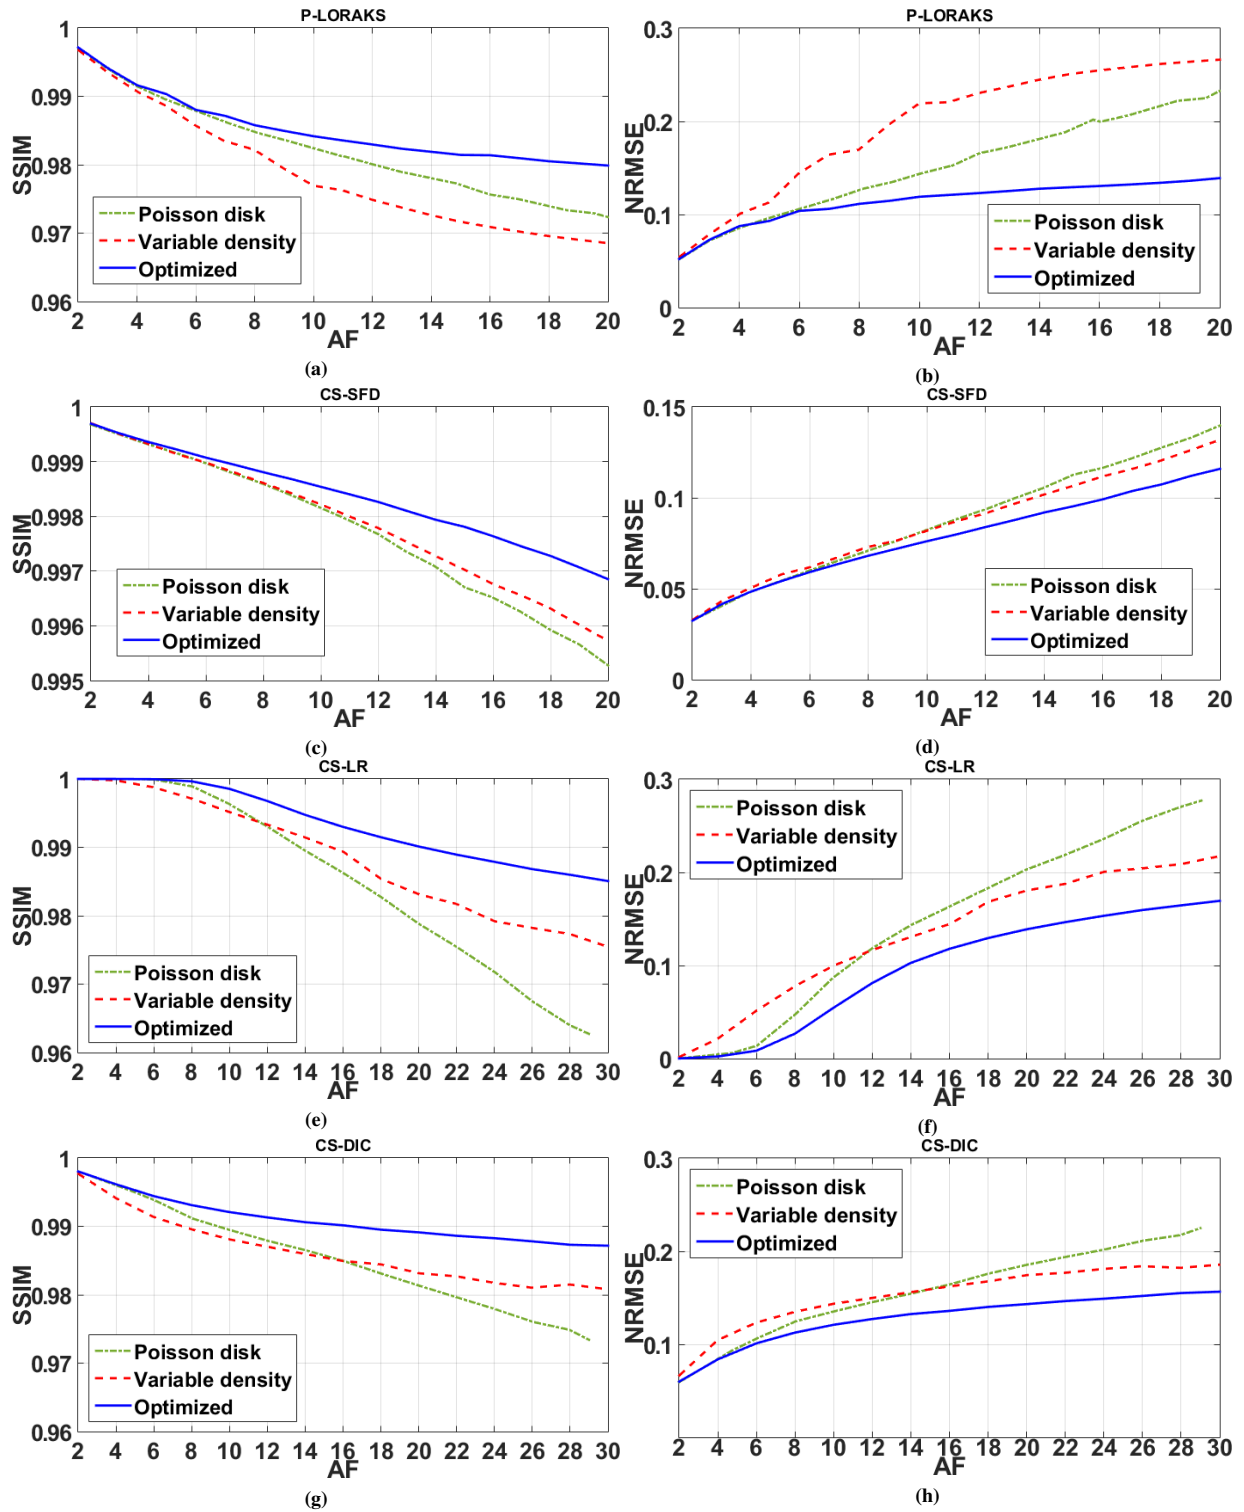 P-LORAKS
1
0.99
0.98
0.97
0.96
SSIM
Poisson disk
Variable density
Optimized
2 4 6 8 10 12 14 16 18 20
AF
(a)
P-LORAKS
0.3
0.2
0.1
0
NRMSE
Poisson disk
Variable density
Optimized
2 4 6 8 10 12 14 16 18 20
AF
(b)
CS-SFD
1
0.999
0.998
0.997
0.996
0.995
SSIM
Poisson disk
Variable density
Optimized
2 4 6 8 10 12 14 16 18 20
AF
(c)
CS-SFD
0.15
0.1
0.05
0
NRMSE
Poisson disk
Variable density
Optimized
2 4 6 8 10 12 14 16 18 20
AF
(d)
CS-LR
1
0.99
0.98
0.97
0.96
SSIM
Poisson disk
Variable density
Optimized
2 4 6 8 10 12 14 16 18 20 22 24 26 28 30
AF
(e)
CS-LR
0.3
0.2
0.1
0
NRMSE
Poisson disk
Variable density
Optimized
2 4 6 8 10 12 14 16 18 20 22 24 26 28 30
AF
(f)
CS-DIC
1
0.99
0.98
0.97
0.96
SSIM
Poisson disk
Variable density
Optimized
2 4 6 8 10 12 14 16 18 20 22 24 26 28 30
AF
(g)
CS-DIC
0.3
0.2
0.1
NRMSE
Poisson disk
Variable density
Optimized
2 4 6 8 10 12 14 16 18 20 22 24 26 28 30
AF
(h)